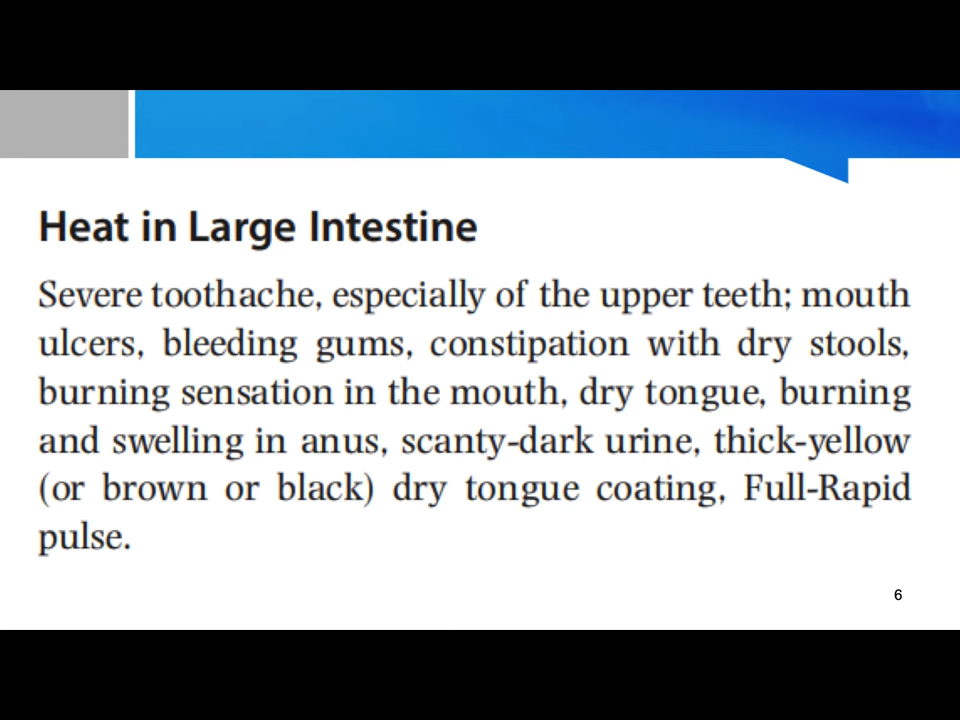 Heat in Large Intestine
Severe toothache, especially of the upper teeth; mouth
ulcers, bleeding gums, constipation with dry stools,
burning sensation in the mouth, dry tongue, burning
and swelling in anus, scanty-dark urine, thick-yellow
(or brown or black) dry tongue coating, Full-Rapid
pulse.
6